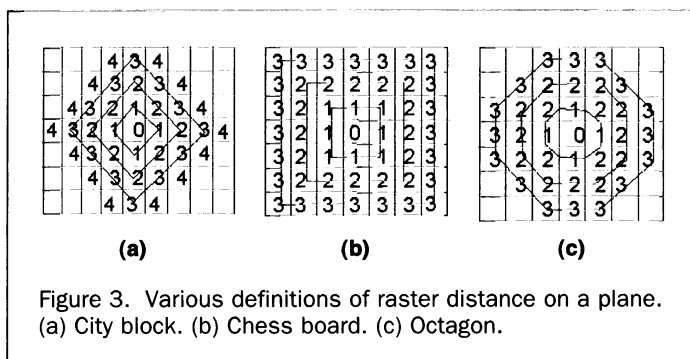 4 3 4
4 3 2 3 4
4 3 2 1 2 3 4
4 3 2 1 0 1 2 3 4
4 3 2 1 2 3 4
4 3 2 3 4
4 3 4
(a)
3 3 3 3 3 3 3
3 2 2 2 2 2 3
3 2 1 1 1 2 3
3 2 1 0 1 2 3
3 2 1 1 1 2 3
3 2 2 2 2 2 3
3 3 3 3 3 3 3
(b)
3 3 3
3 2 2 2 3
3 2 2 1 2 2 3
3 2 1 0 1 2 3
3 2 2 1 2 2 3
3 2 2 2 3
3 3 3
(c)
Figure 3. Various definitions of raster distance on a plane.
(a) City block. (b) Chess board. (c) Octagon.